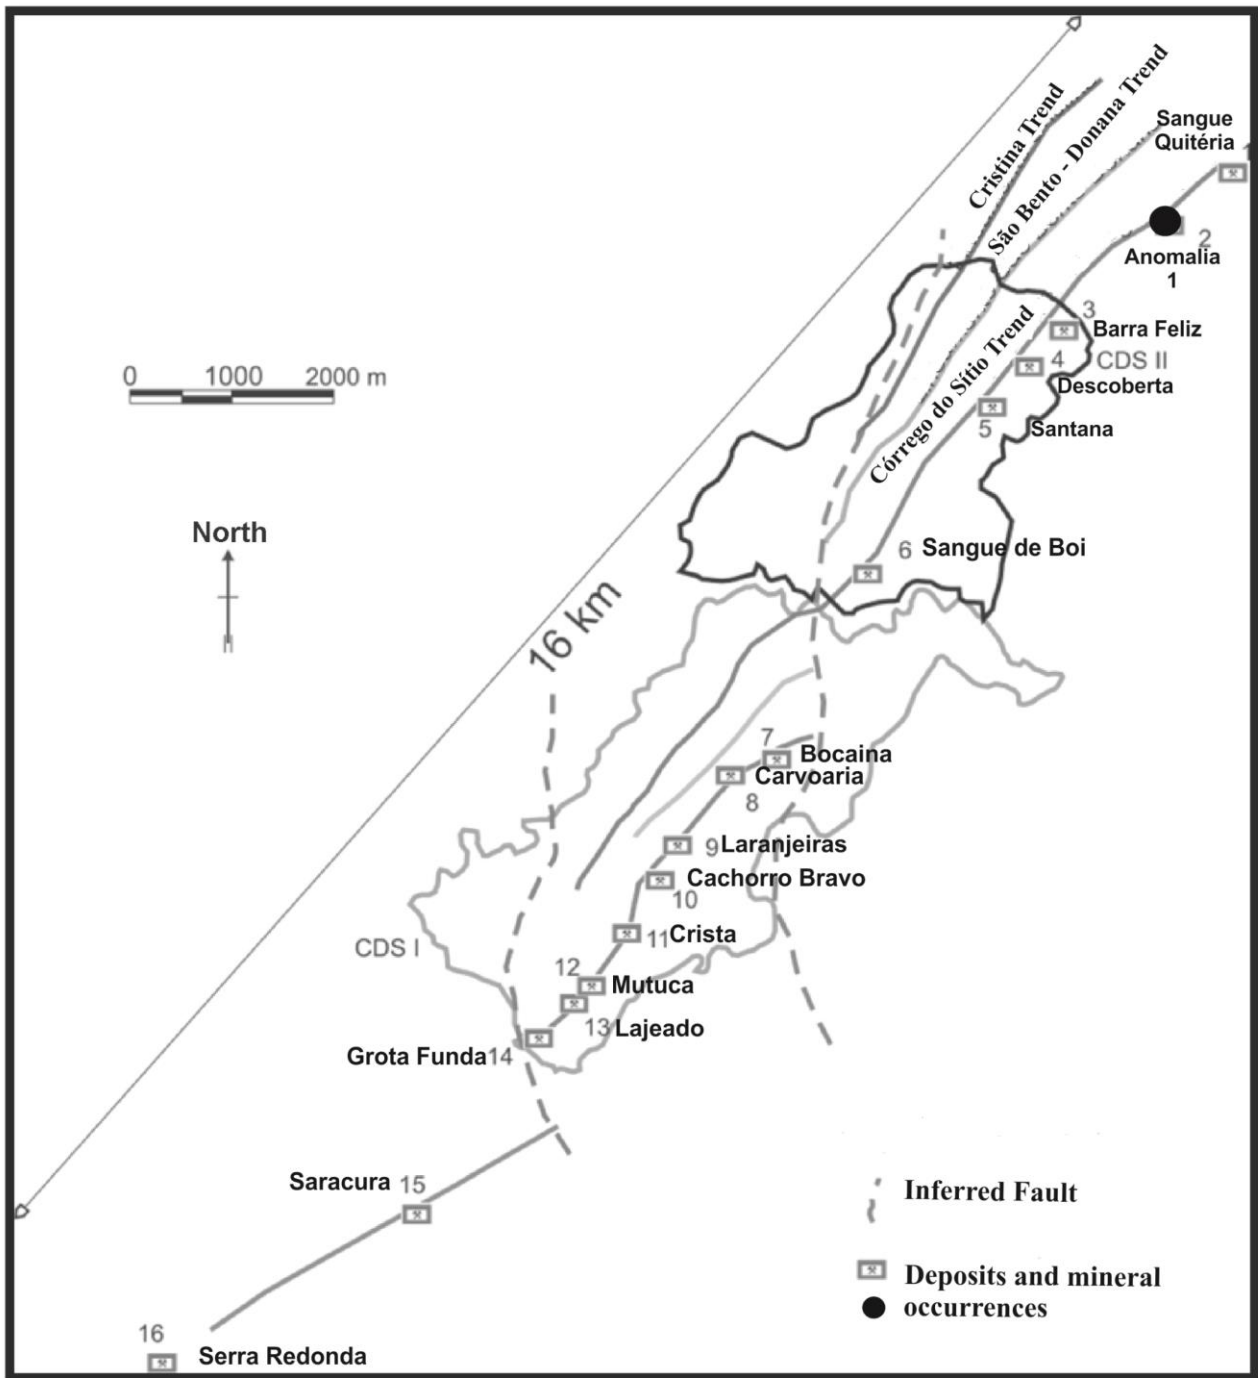 Cristina Trend
São Bento - Donana Trend
Sangue
Quitéria
1
2
Anomalia
1
3
Barra Feliz
4
CDS II
Descoberta
5
Santana
Córrego do Sítio Trend
0 1000 2000 m
North
6 Sangue de Boi
16 km
7
Bocaina
Carvoaria
8
9 Laranjeiras
Cachorro Bravo
10
CDS I
11 Crista
12
Mutuca
13 Lajeado
Grota Funda 14
Saracura 15
Inferred Fault
Deposits and mineral
occurrences
16
Serra Redonda